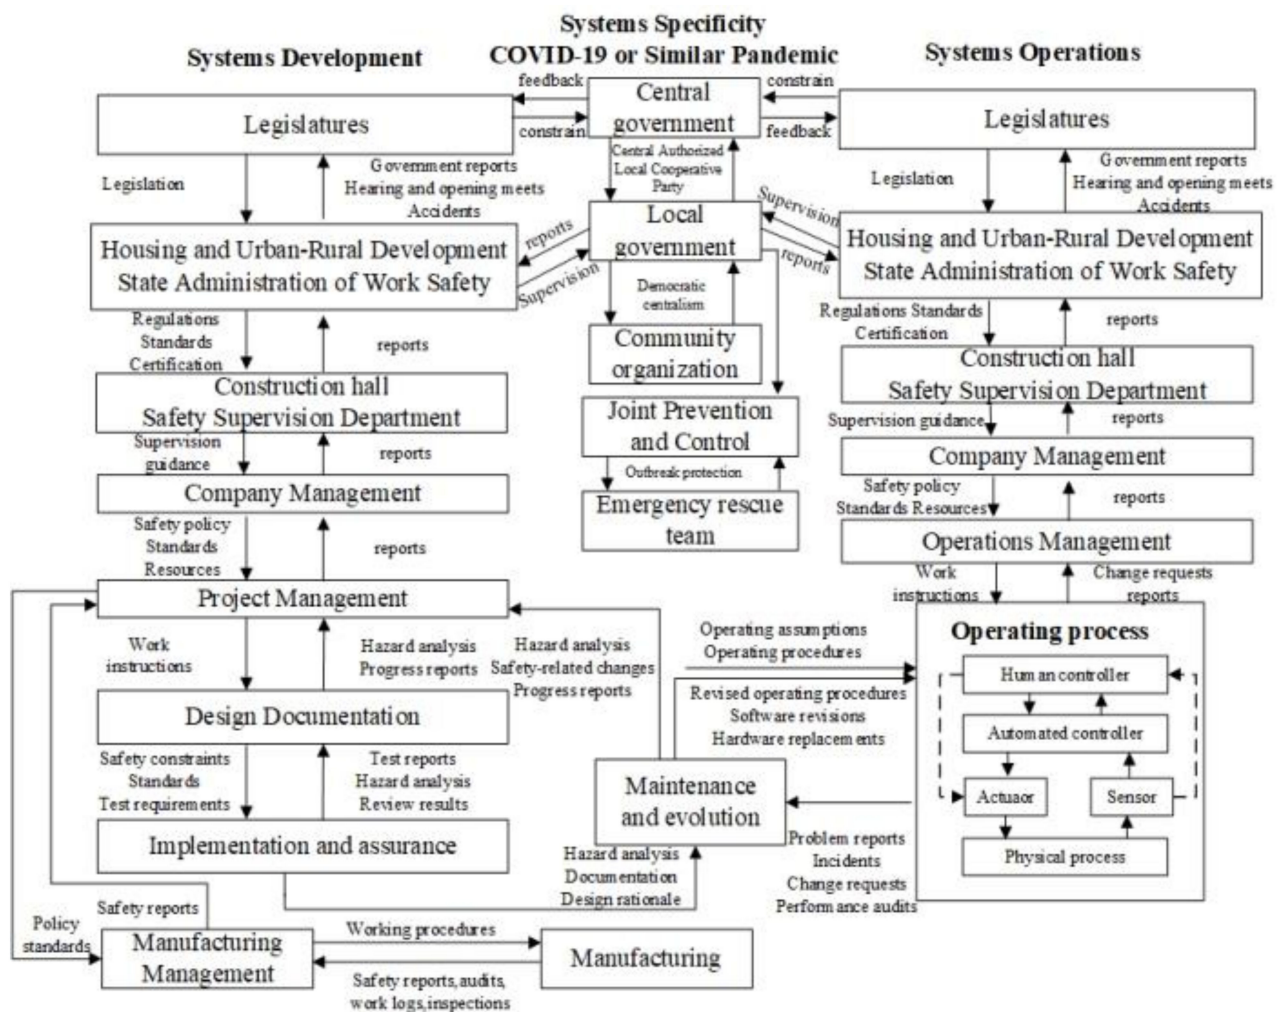 Systems Specificity
COVID-19 or Similar Pandemic
Systems Development
Systems Operations
feedback
constrain
Central
government
constrain
feedback
Legislatures
Legislatures
Central Authorized
Local Cooperative
Party
Legislation
Government reports
Hearing and opening meets
Accidents
Legislation
Government reports
Hearing and opening meets
Accidents
Housing and Urban-Rural Development
State Administration of Work Safety
reports
Supervision
Local
government
Supervision
reports
Housing and Urban-Rural Development
State Administration of Work Safety
Democratic
centralism
Regulations
Standards
Certification
reports
Community
organization
Regulations Standards
Certification
reports
Construction hall
Safety Supervision Department
Joint Prevention
and Control
Construction hall
Safety Supervision Department
Supervision
guidance
reports
Outbreak protection
Supervision guidance
reports
Company Management
Emergency rescue
team
Company Management
Safety policy
Standards
Resources
reports
Safety policy
Standards Resources
reports
Project Management
Operations Management
Work
instructions
Change requests
reports
Work
instructions
Hazard analysis
Progress reports
Hazard analysis
Safety-related changes
Progress reports
Operating assumptions
Operating procedures
Revised operating procedures
Software revisions
Hardware replacements
Operating process
Human controller
Automated controller
Actuaor
Sensor
Physical process
Design Documentation
Safety constraints
Standards
Test requirements
Test reports
Hazard analysis
Review results
Maintenance
and evolution
Implementation and assurance
Hazard analysis
Documentation
Design rationale
Problem reports
Incidents
Change requests
Performance audits
Safety reports
Policy
standards
Manufacturing
Management
Working procedures
Manufacturing
Safety reports,audits,
work logs,inspections